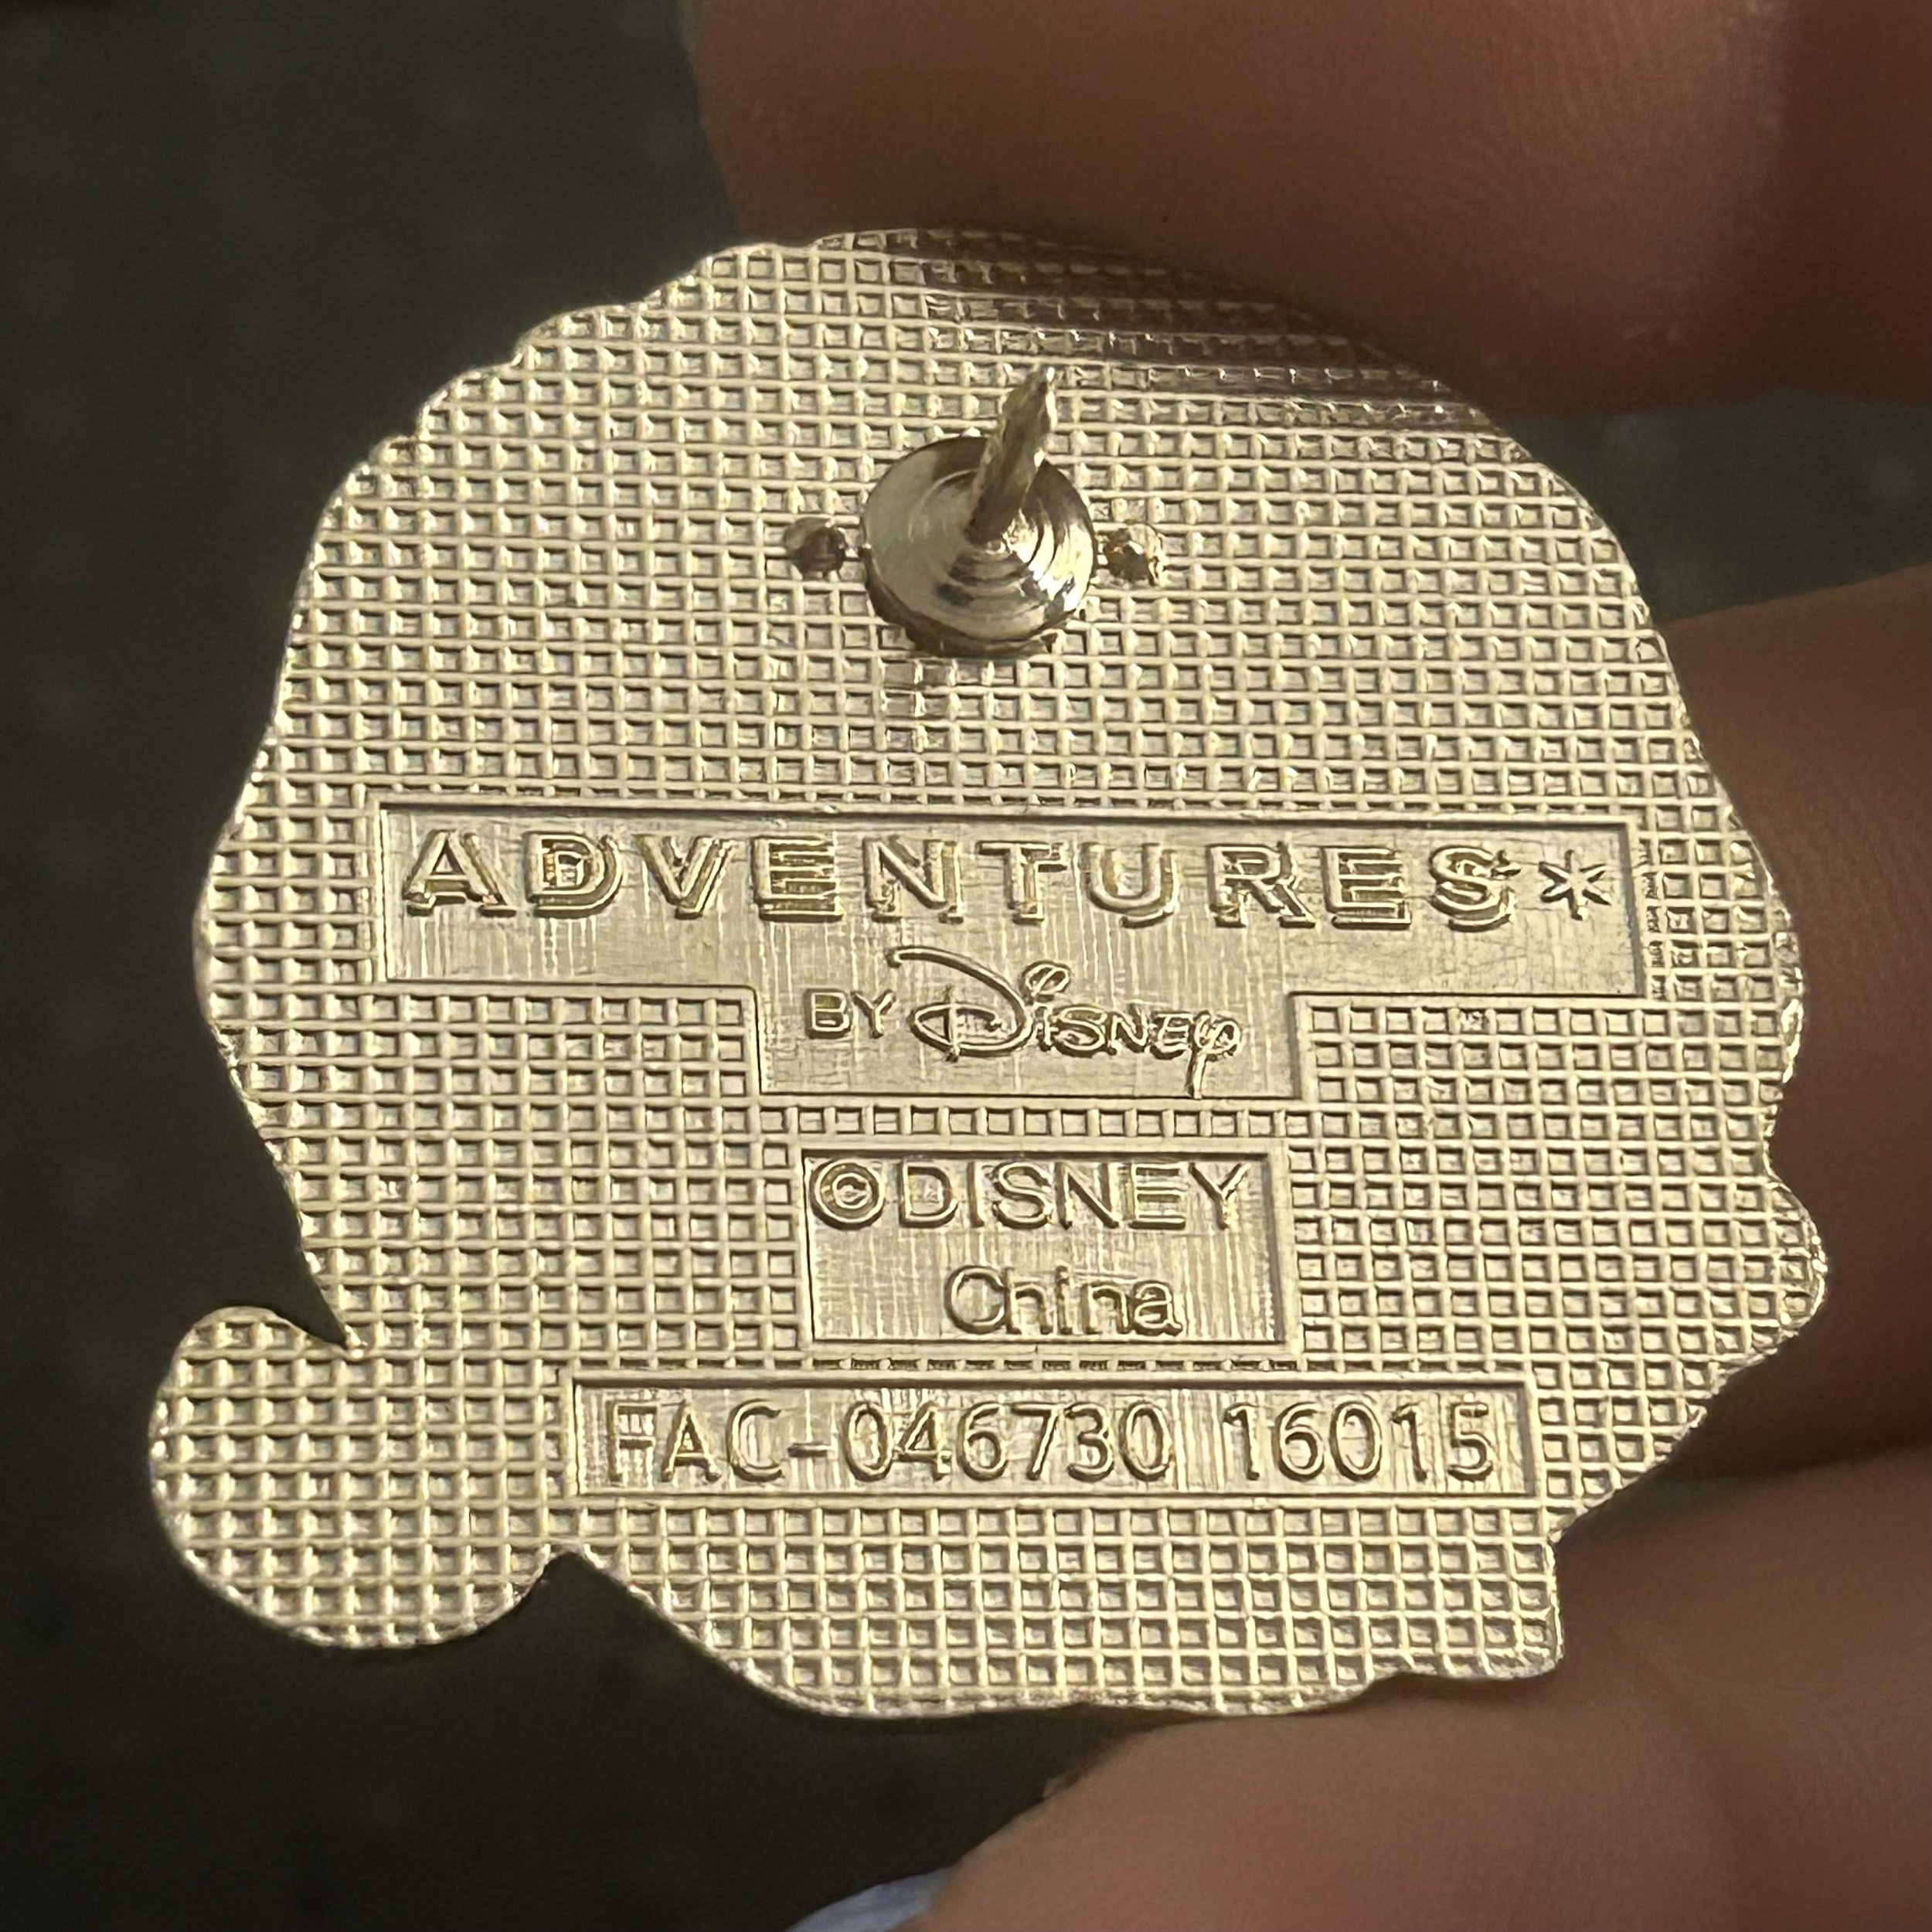 ADVENTURES*
BY Disney
©DISNEY
China
FAC-046730 16015